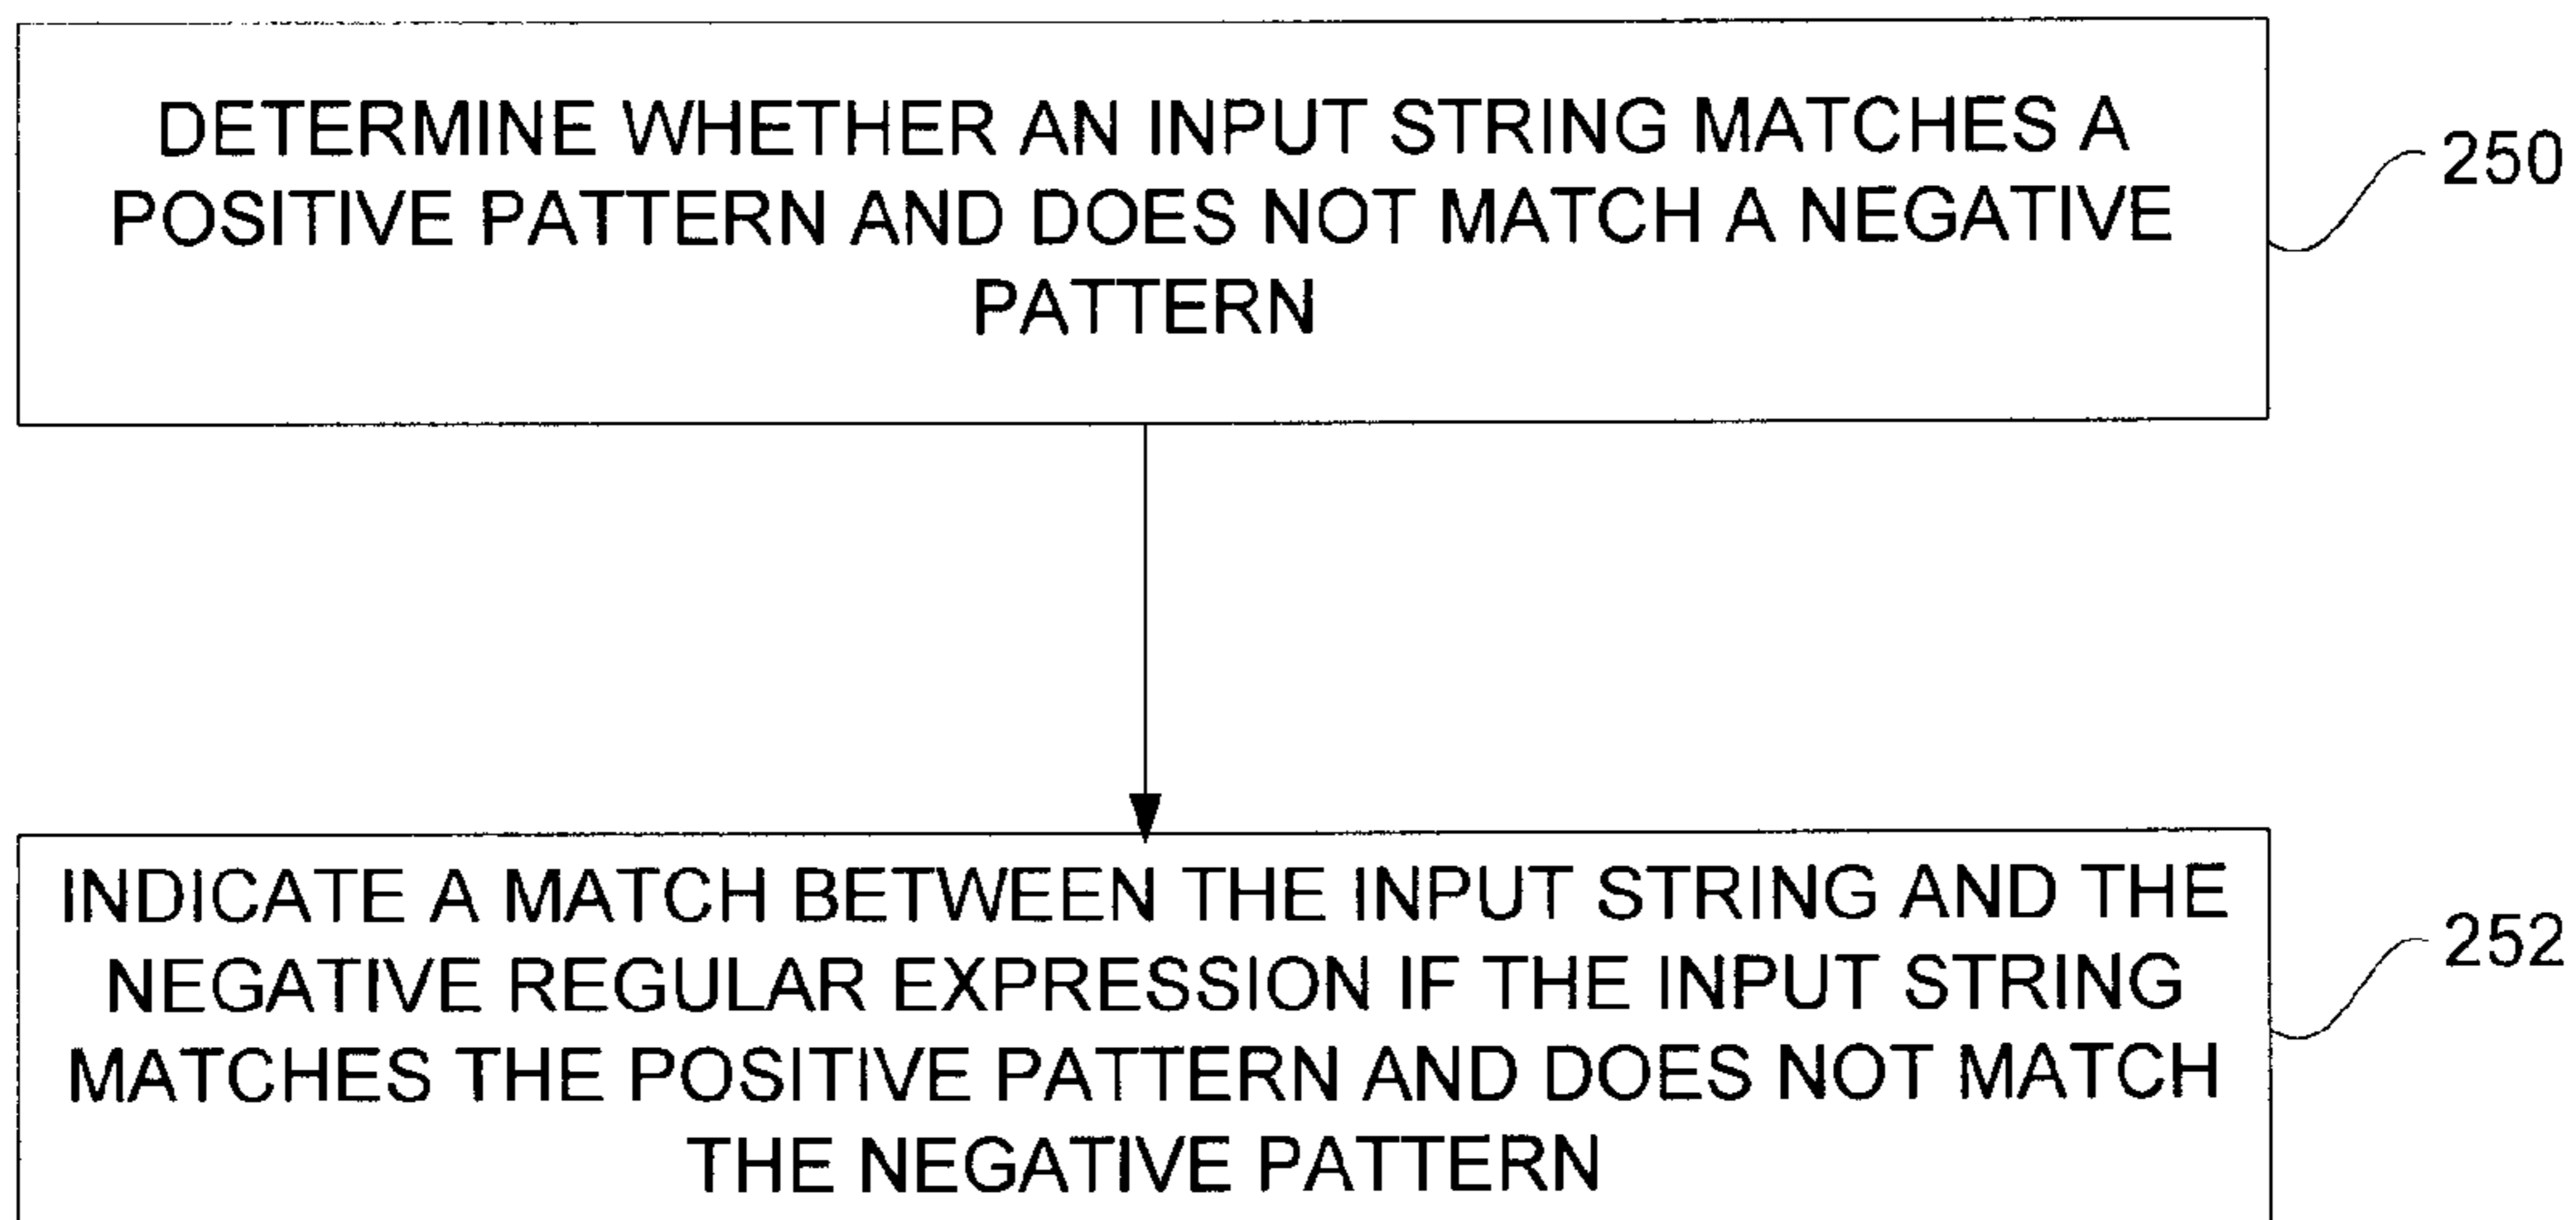 DETERMINE WHETHER AN INPUT STRING MATCHES A
POSITIVE PATTERN AND DOES NOT MATCH A NEGATIVE
PATTERN
250
INDICATE A MATCH BETWEEN THE INPUT STRING AND THE
NEGATIVE REGULAR EXPRESSION IF THE INPUT STRING
MATCHES THE POSITIVE PATTERN AND DOES NOT MATCH
THE NEGATIVE PATTERN
252